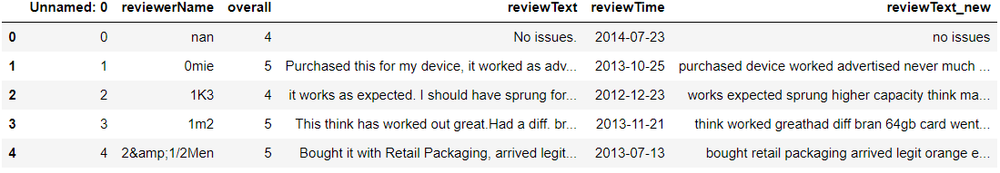 Unnamed: 0 reviewerName overall reviewText reviewTime reviewText_new
0 0 nan 4 No issues. 2014-07-23 no issues
1 1 0mie 5 Purchased this for my device, it worked as adv... 2013-10-25 purchased device worked advertised never much ...
2 2 1K3 4 it works as expected. I should have sprung for... 2012-12-23 works expected sprung higher capacity think ma...
3 3 1m2 5 This think has worked out great.Had a diff. br... 2013-11-21 think worked greathad diff bran 64gb card went...
4 4 2&amp;1/2Men 5 Bought it with Retail Packaging, arrived legit... 2013-07-13 bought retail packaging arrived legit orange e...